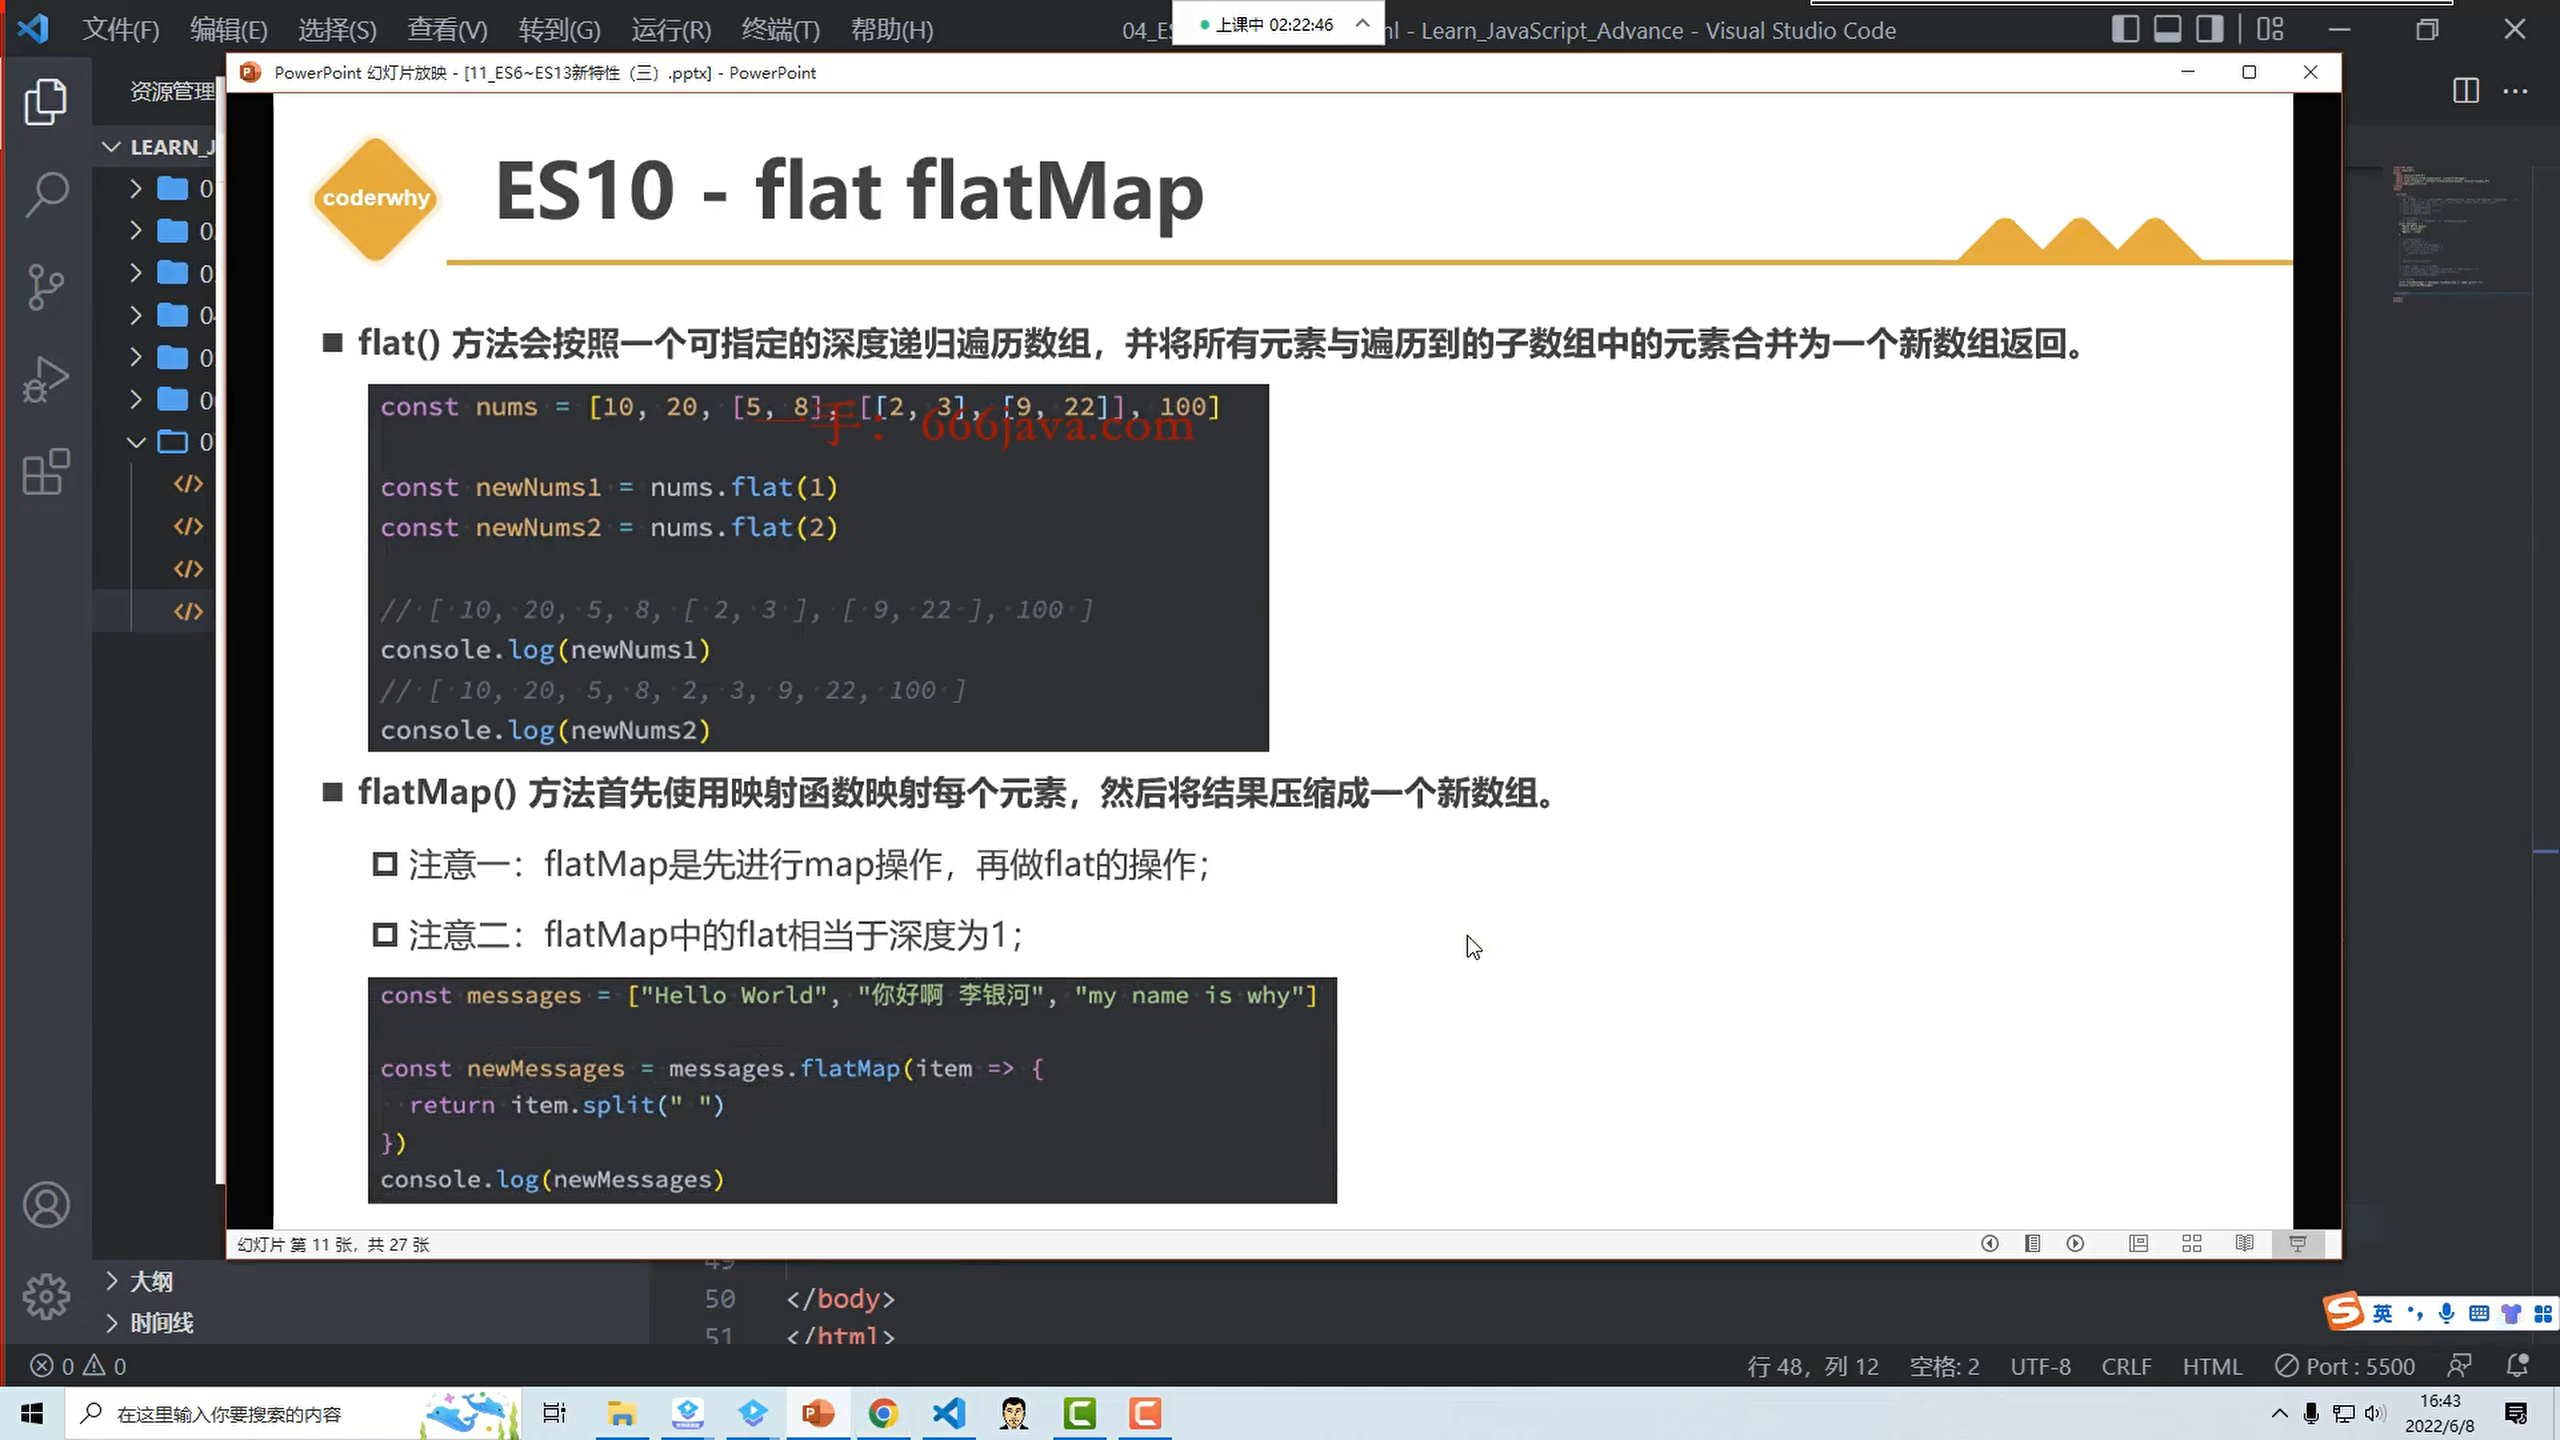 文件(F) 编辑(E) 选择(S) 查看(V) 转到(G) 运行(R) 终端(T) 帮助(H)
上课中 02:22:46
- Learn_JavaScript_Advance - Visual Studio Code
资源管理
PowerPoint 幻灯片放映 - [11_ES6~ES13新特性（三）.pptx] - PowerPoint
coderwhy
ES10 - flat flatMap
flat() 方法会按照一个可指定的深度递归遍历数组，并将所有元素与遍历到的子数组中的元素合并为一个新数组返回。
const nums = [10, 20, [5, 8], [[2, 3], [9, 22]], 100]
一手：666java.com
const newNums1 = nums.flat(1)
const newNums2 = nums.flat(2)
// [ 10, 20, 5, 8, [ 2, 3 ], [ 9, 22 ], 100 ]
console.log(newNums1)
// [ 10, 20, 5, 8, 2, 3, 9, 22, 100 ]
console.log(newNums2)
flatMap() 方法首先使用映射函数映射每个元素，然后将结果压缩成一个新数组。
注意一：flatMap是先进行map操作，再做flat的操作；
注意二：flatMap中的flat相当于深度为1；
const messages = ["Hello World", "你好啊 李银河", "my name is why"]
const newMessages = messages.flatMap(item => {
return item.split(" ")
})
console.log(newMessages)
幻灯片 第 11 张，共 27 张
大纲
时间线
50 </body>
51 </html>
英
0 0
行 48，列 12 空格: 2 UTF-8 CRLF HTML Port : 5500
在这里输入你要搜索的内容
16:43
2022/6/8